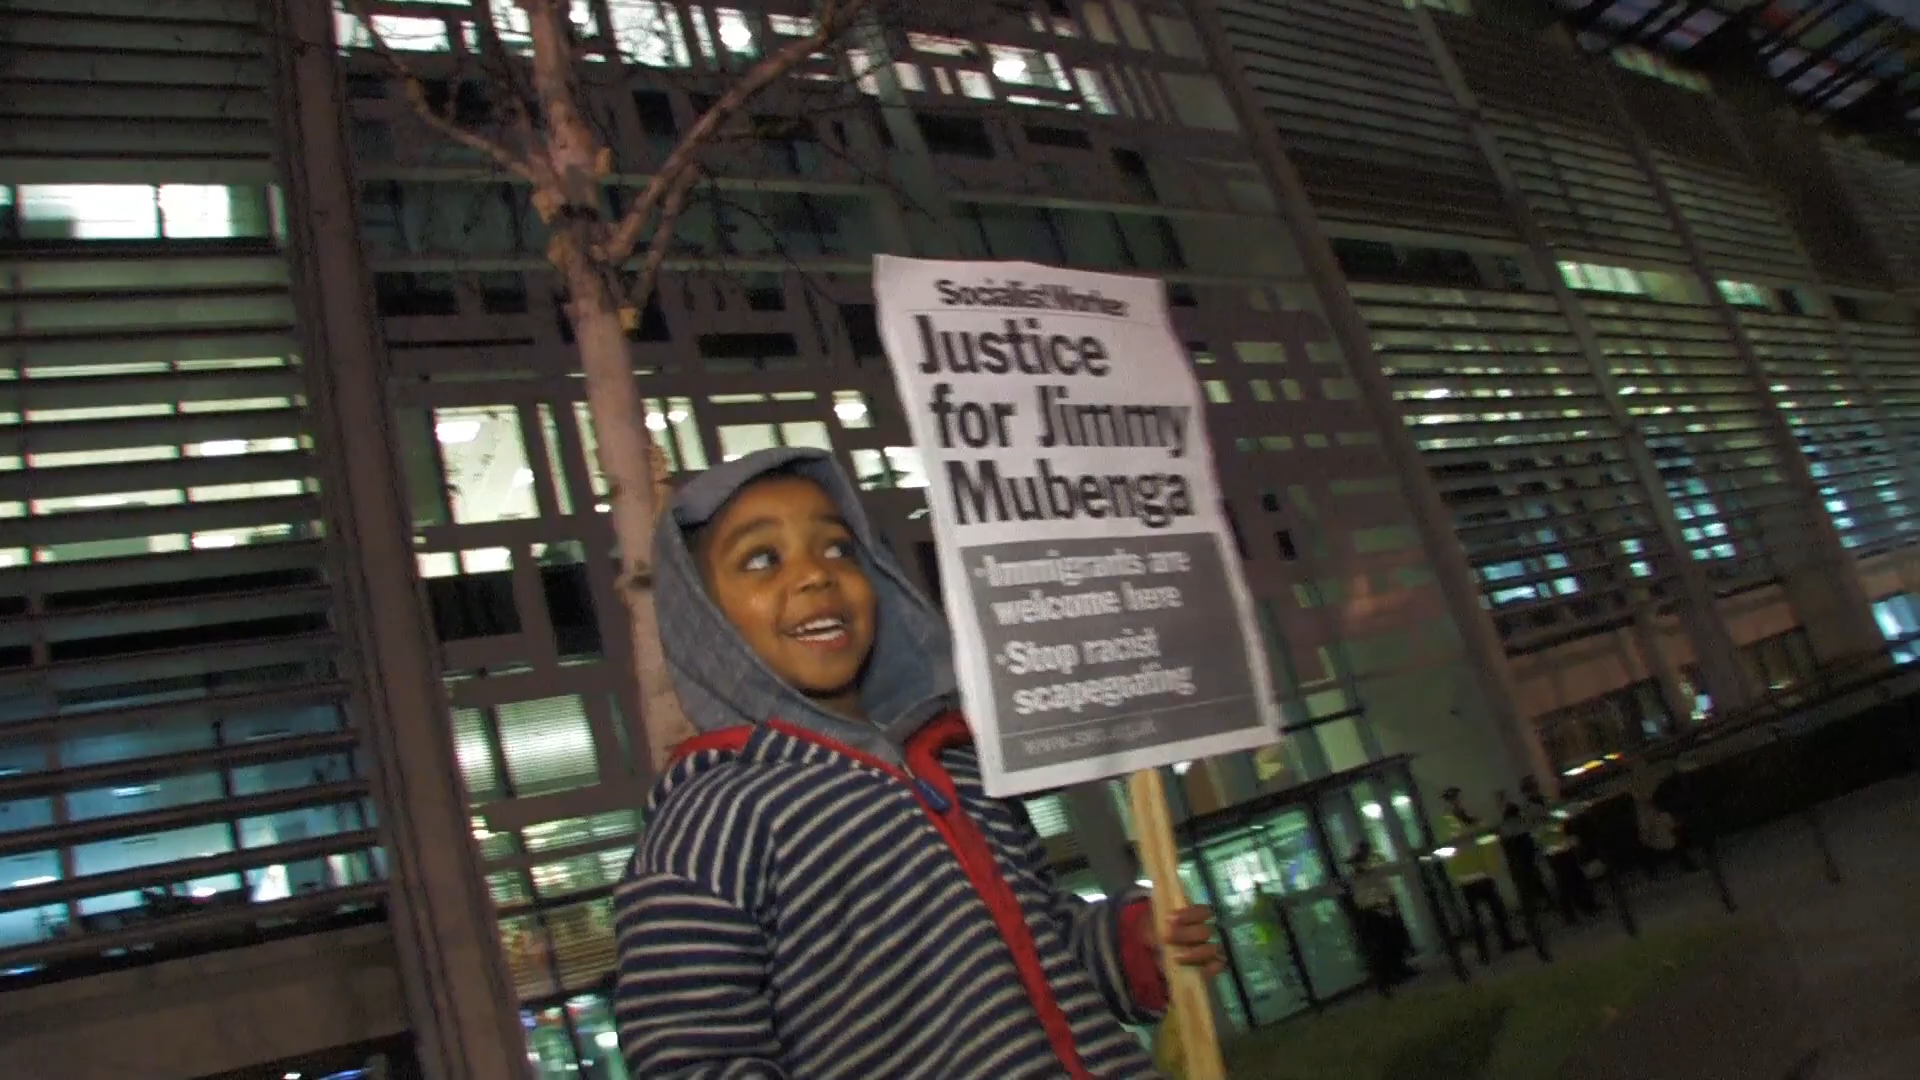 Socialist Worker
Justice
for Jimmy
Mubenga
·Immigrants are
welcome here
·Stop racist
scapegoating